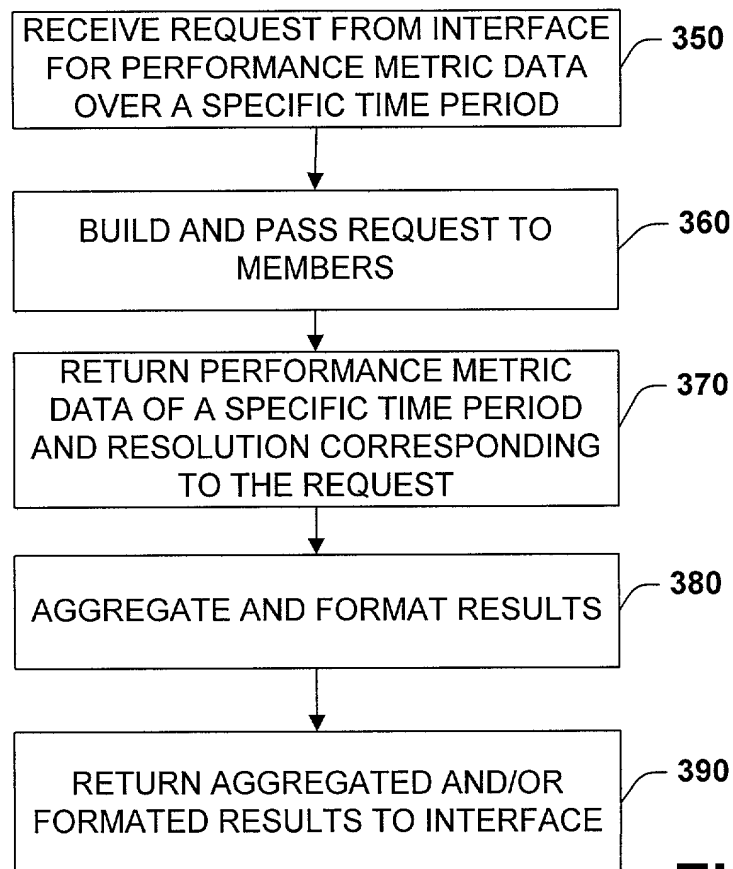 RECEIVE REQUEST FROM INTERFACE
FOR PERFORMANCE METRIC DATA
OVER A SPECIFIC TIME PERIOD
350
BUILD AND PASS REQUEST TO
MEMBERS
360
RETURN PERFORMANCE METRIC
DATA OF A SPECIFIC TIME PERIOD
AND RESOLUTION CORRESPONDING
TO THE REQUEST
370
AGGREGATE AND FORMAT RESULTS
380
RETURN AGGREGATED AND/OR
FORMATED RESULTS TO INTERFACE
390